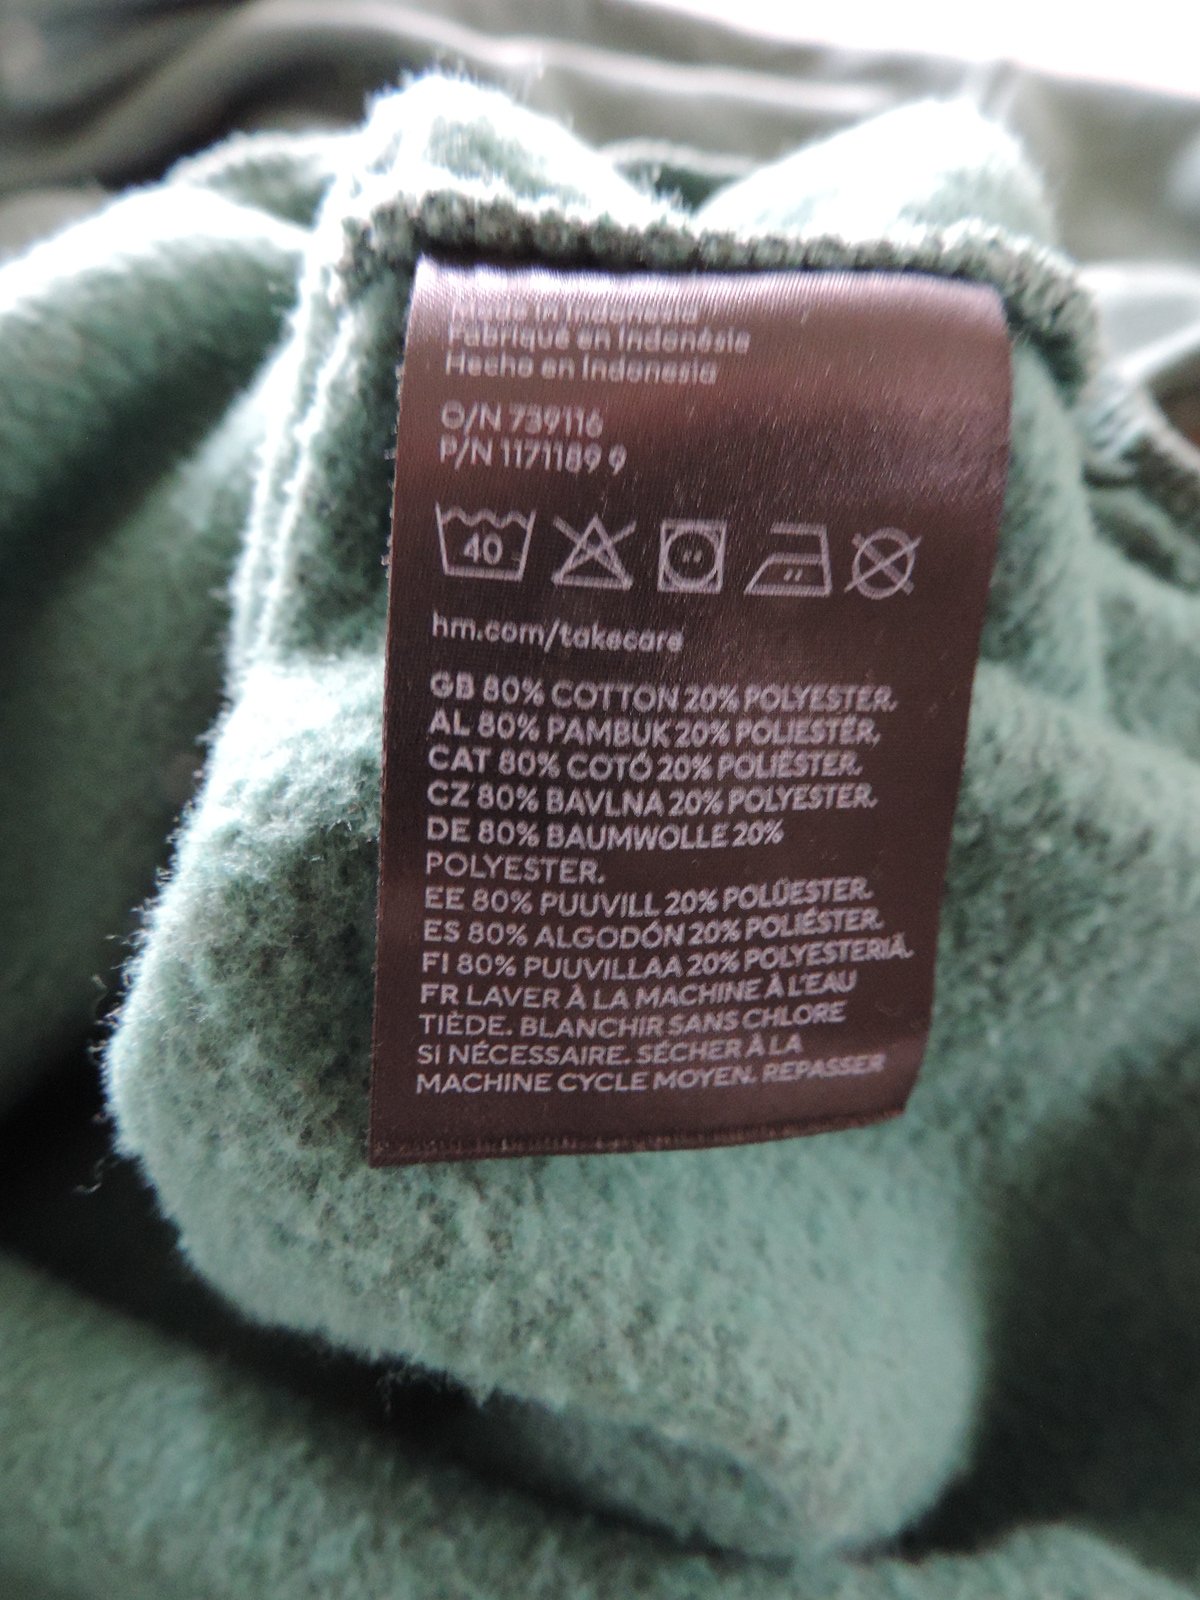 Made in Indonesia
Fabriqué en Indonésie
Hecho en Indonesia
O/N 739116
P/N 1171189 9
40
hm.com/takecare
GB 80% COTTON 20% POLYESTER.
AL 80% PAMBUK 20% POLIESTËR.
CAT 80% COTÓ 20% POLIÈSTER.
CZ 80% BAVLNA 20% POLYESTER.
DE 80% BAUMWOLLE 20%
POLYESTER.
EE 80% PUUVILL 20% POLÜESTER.
ES 80% ALGODÓN 20% POLIÉSTER.
FI 80% PUUVILLAA 20% POLYESTERIÄ.
FR LAVER À LA MACHINE À L'EAU
TIÈDE. BLANCHIR SANS CHLORE
SI NÉCESSAIRE. SÉCHER À LA
MACHINE CYCLE MOYEN. REPASSER